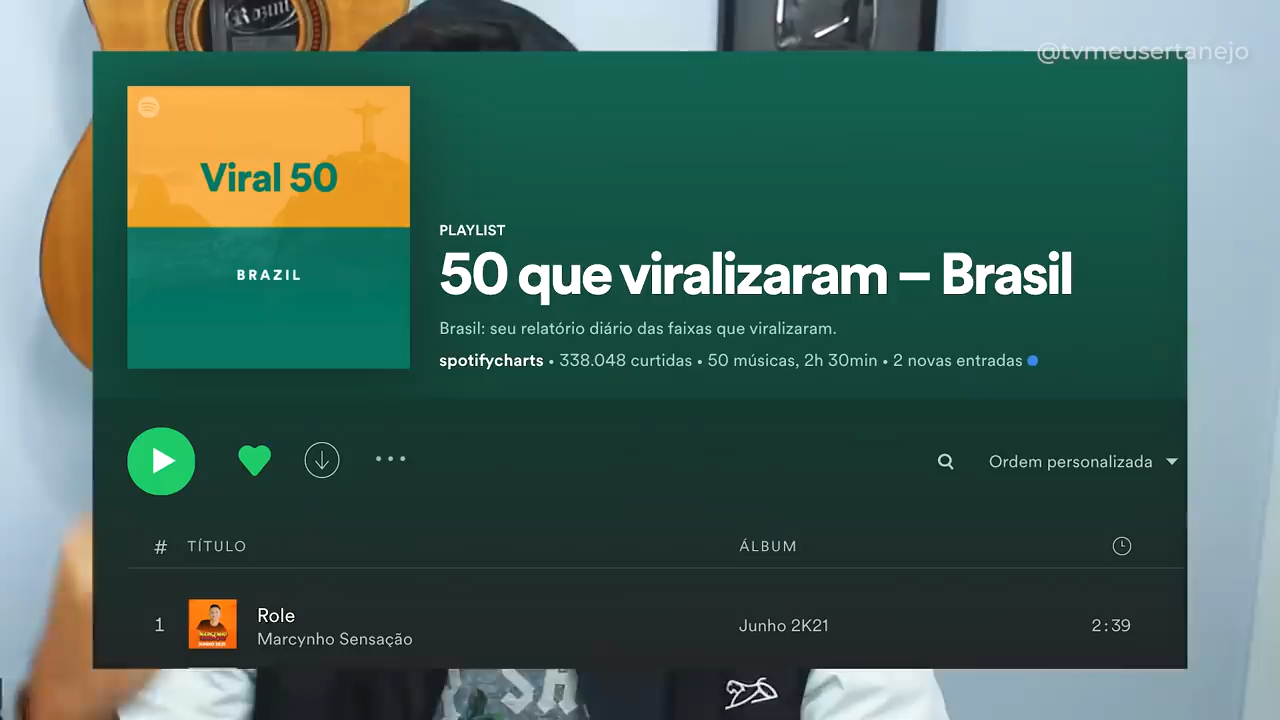 Rozini
@tvmeusertanejo
Viral 50
BRAZIL
PLAYLIST
50 que viralizaram – Brasil
Brasil: seu relatório diário das faixas que viralizaram.
spotifycharts • 338.048 curtidas • 50 músicas, 2h 30min • 2 novas entradas
Ordem personalizada
# TÍTULO ÁLBUM
1 Role Junho 2K21 2:39
Marcynho Sensação